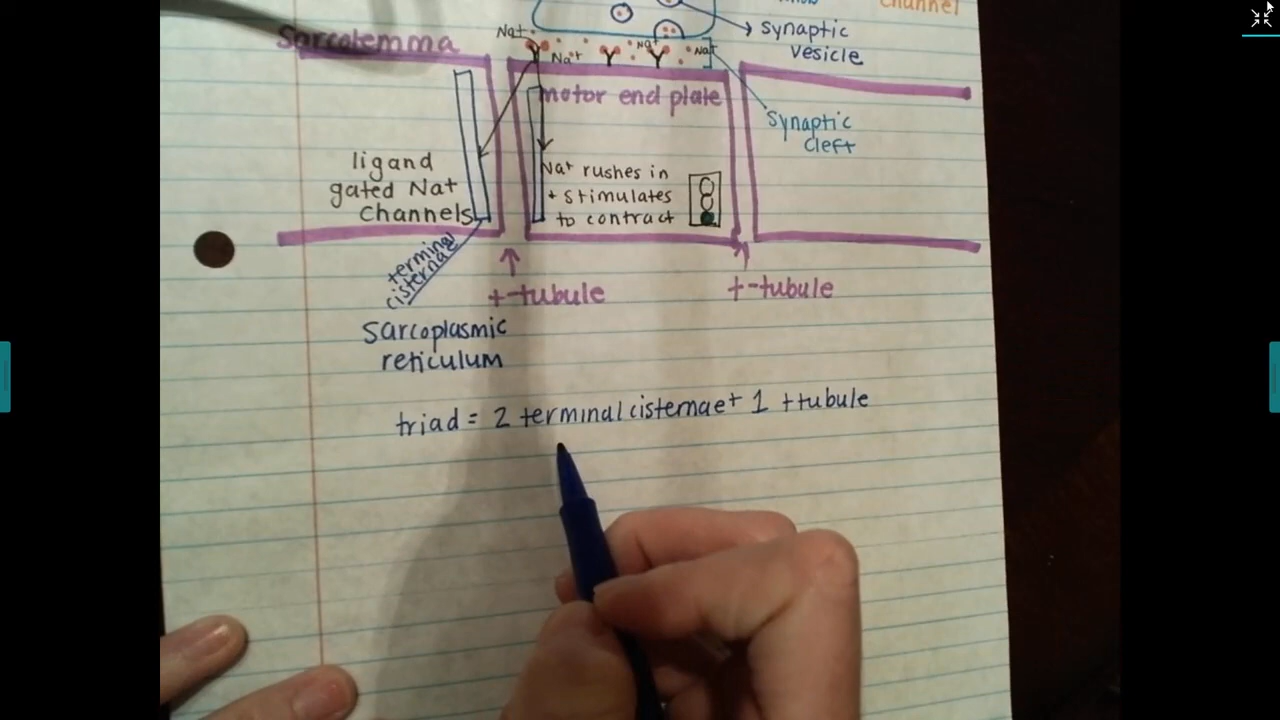 channel
synaptic
vesicle
Sarcolemma
Na+
Na+
Na+
Na+
motor end plate
synaptic
cleft
ligand
gated Na+
channels
Na+ rushes in
+ stimulates
to contract
terminal
cisternae
t-tubule
t-tubule
sarcoplasmic
reticulum
triad = 2 terminal cisternae + 1 t tubule